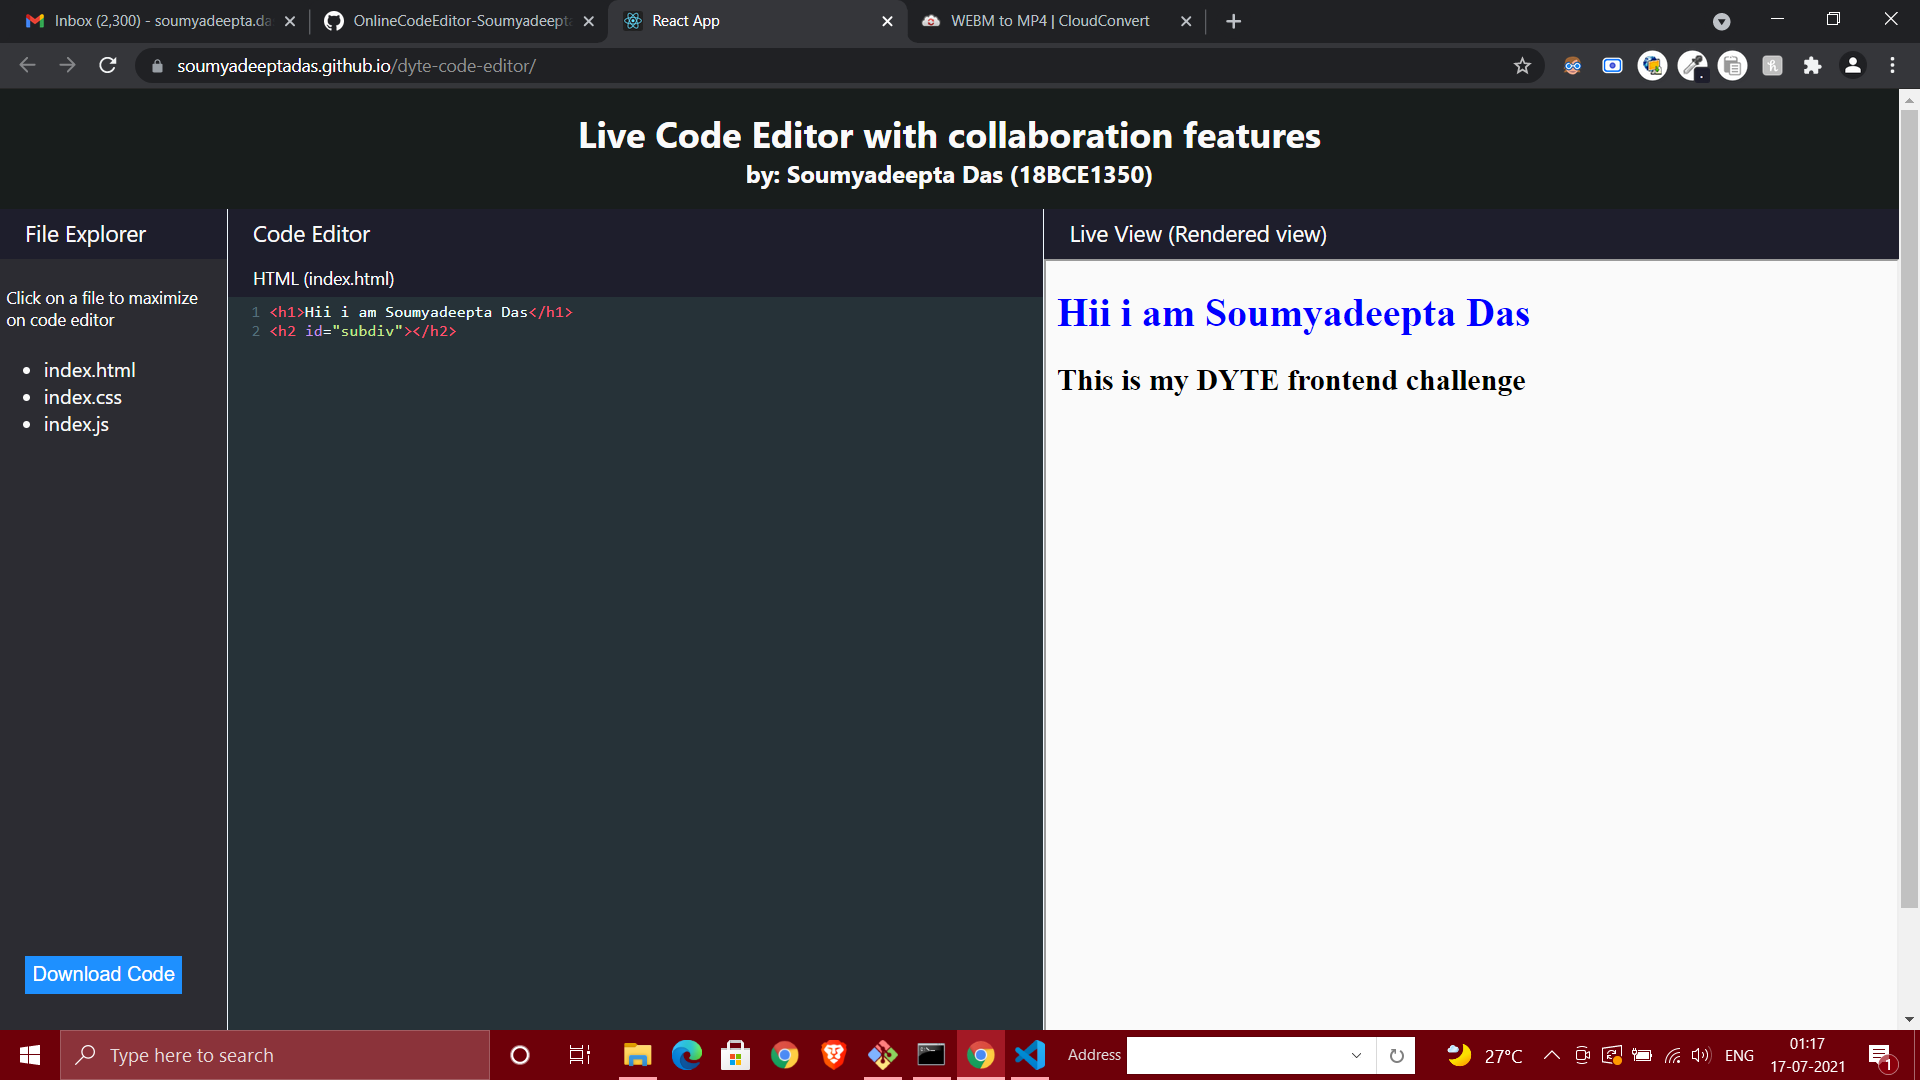 Inbox (2,300) - soumyadeepta.da
OnlineCodeEditor-Soumyadeepta
React App
WEBM to MP4 | CloudConvert
soumyadeeptadas.github.io/dyte-code-editor/
Live Code Editor with collaboration features
by: Soumyadeepta Das (18BCE1350)
File Explorer
Click on a file to maximize
on code editor
index.html
index.css
index.js
Download Code
Code Editor
HTML (index.html)
1 <h1>Hii i am Soumyadeepta Das</h1>
2 <h2 id="subdiv"></h2>
Live View (Rendered view)
Hii i am Soumyadeepta Das
This is my DYTE frontend challenge
Type here to search
Address
27°C
ENG
01:17
17-07-2021
1